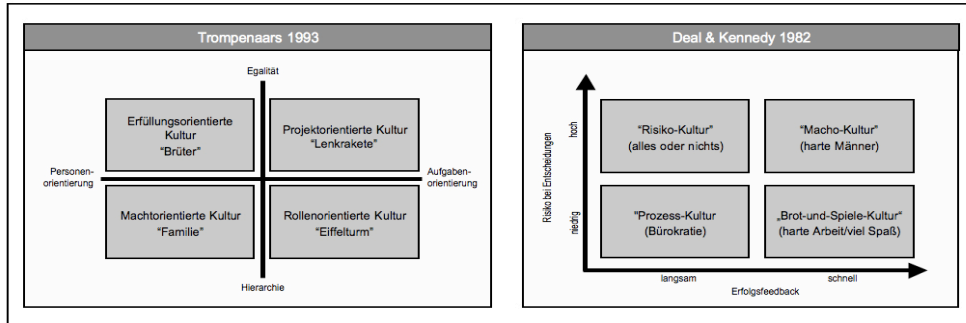 Trompenaars 1993
Egalität
Erfüllungsorientierte
Kultur
"Brüter"
Projektorientierte Kultur
"Lenkrakete"
Personen-
orientierung
Aufgaben-
orientierung
Machtorientierte Kultur
"Familie"
Rollenorientierte Kultur
"Eiffelturm"
Hierarchie
Deal & Kennedy 1982
Risiko bei Entscheidungen
hoch
niedrig
"Risiko-Kultur"
(alles oder nichts)
"Macho-Kultur"
(harte Männer)
"Prozess-Kultur
(Bürokratie)
„Brot-und-Spiele-Kultur“
(harte Arbeit/viel Spaß)
langsam
schnell
Erfolgsfeedback